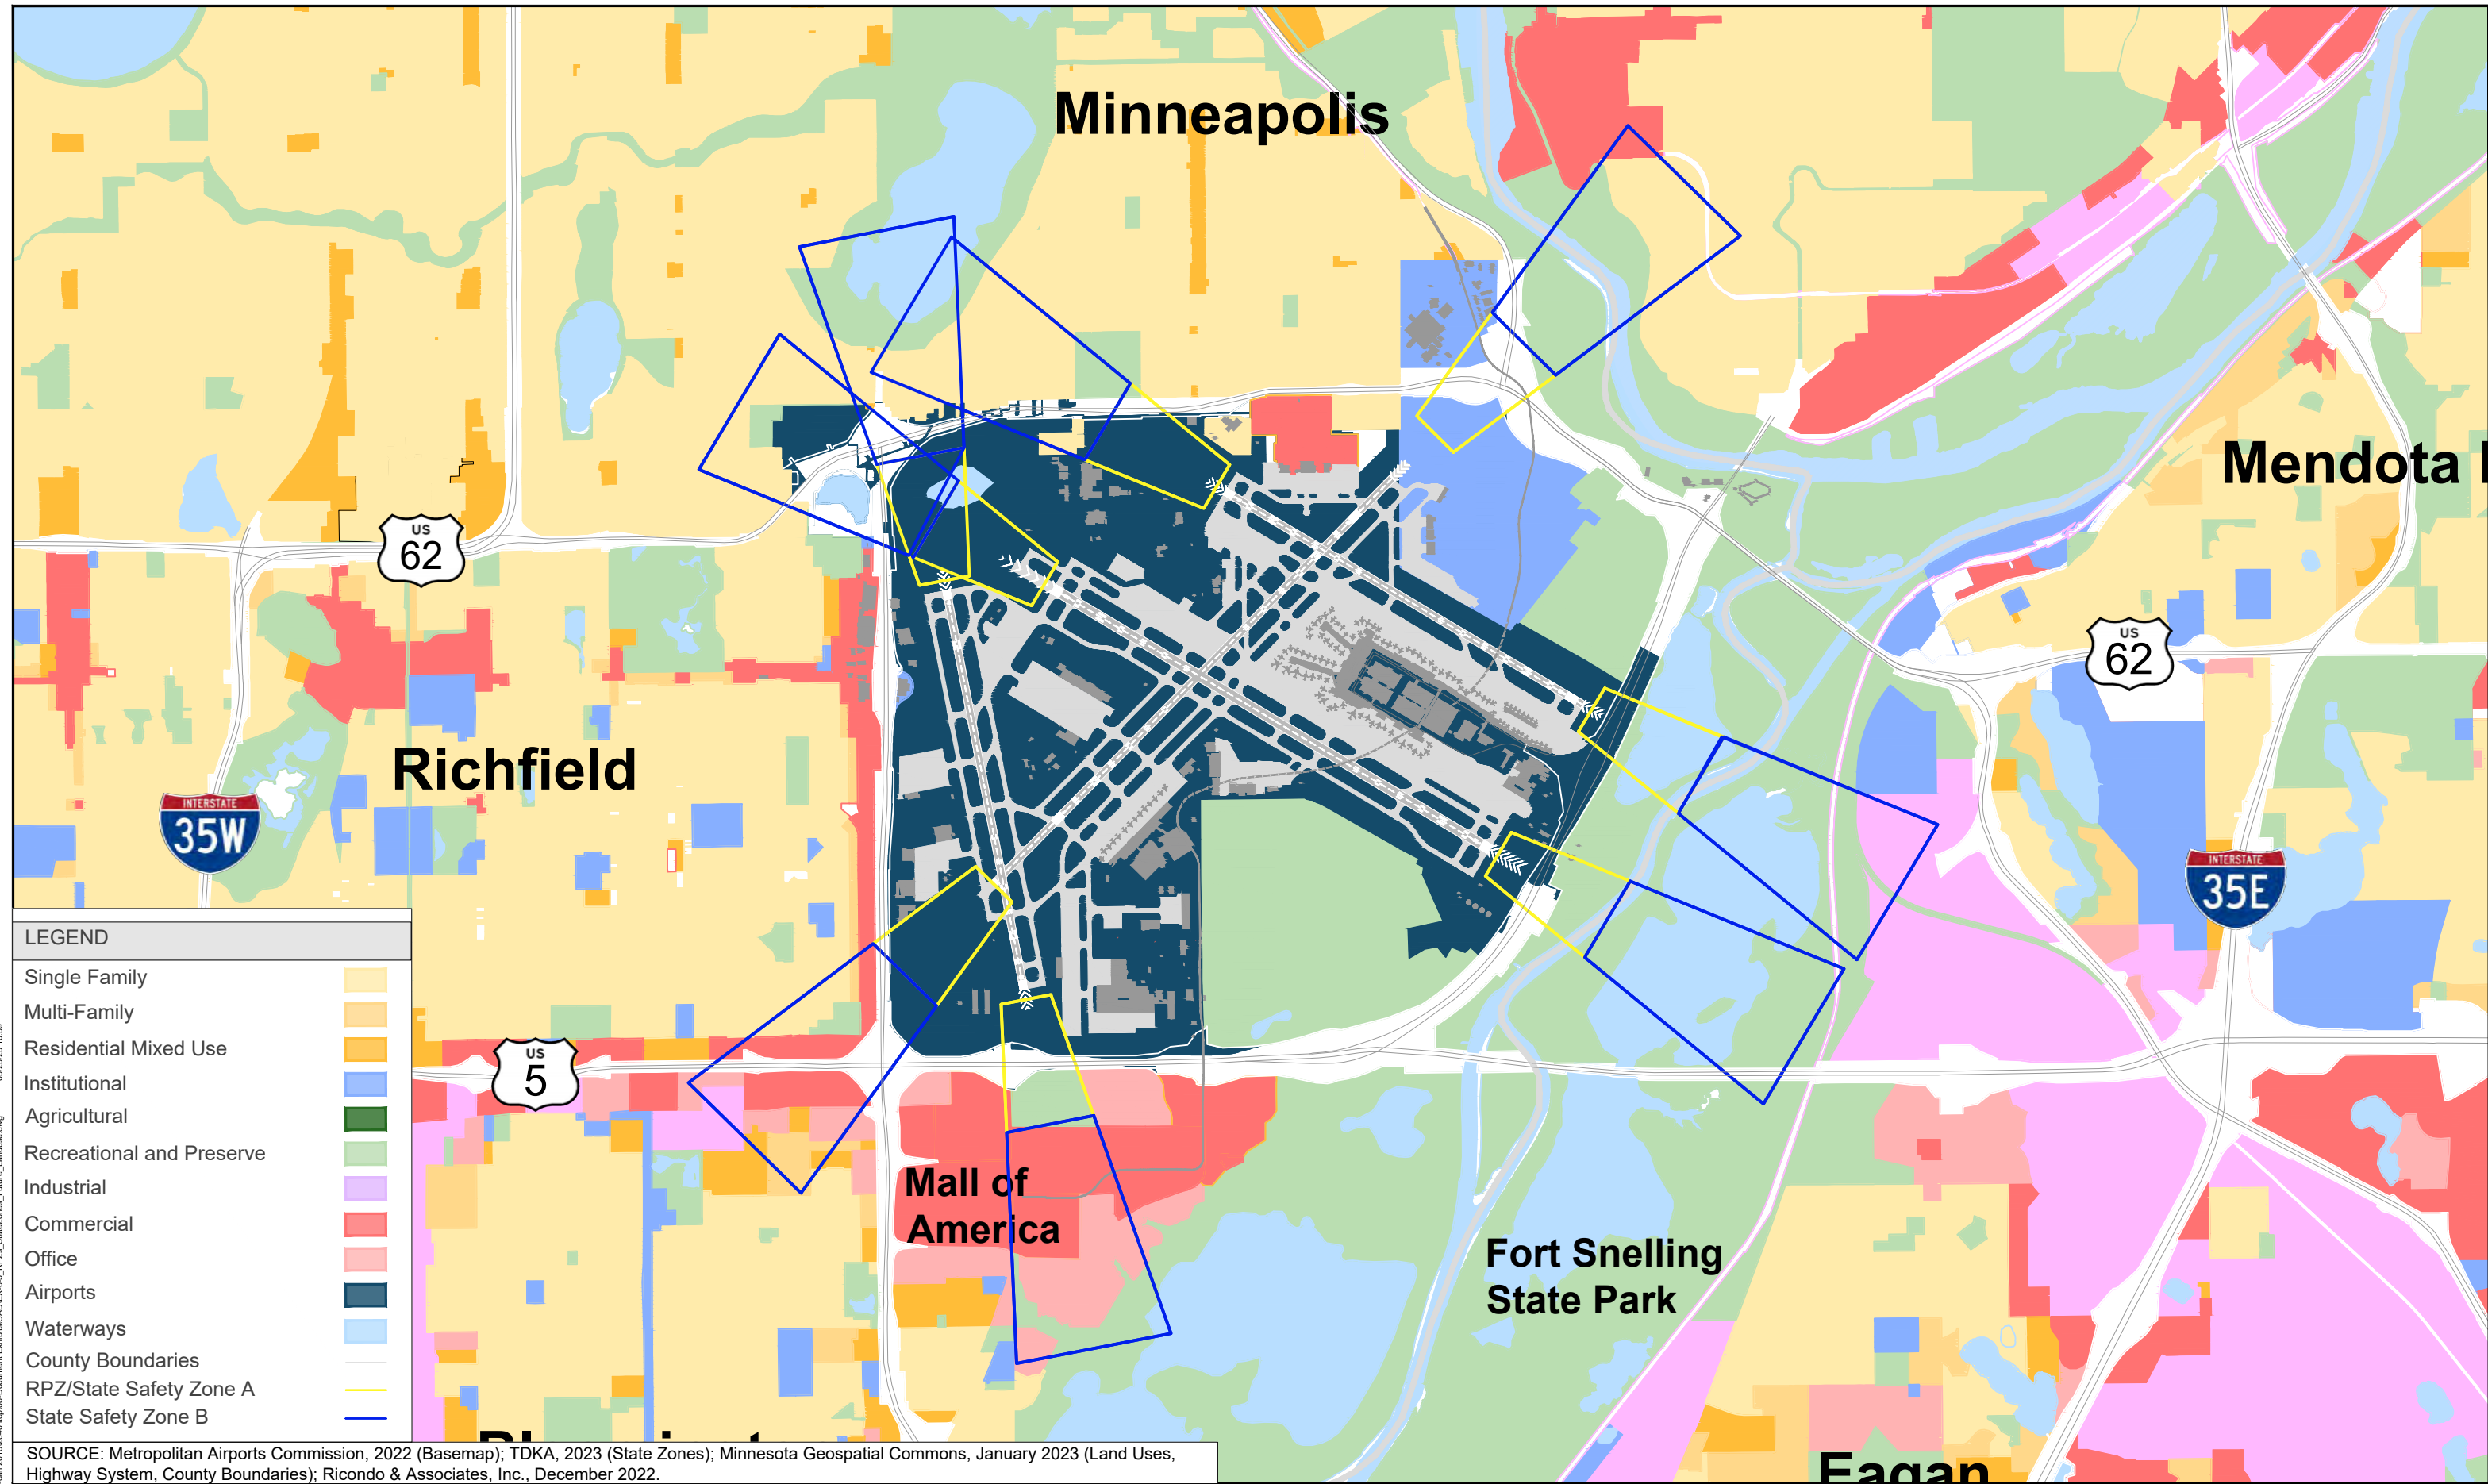 Minneapolis
Mendota
US
62
US
62
Richfield
INTERSTATE
35W
INTERSTATE
35E
LEGEND
Single Family
Multi-Family
Residential Mixed Use
Institutional
Agricultural
Recreational and Preserve
Industrial
Commercial
Office
Airports
Waterways
County Boundaries
RPZ/State Safety Zone A
State Safety Zone B
US
5
Mall of
America
Fort Snelling
State Park
Eagan
SOURCE: Metropolitan Airports Commission, 2022 (Basemap); TDKA, 2023 (State Zones); Minnesota Geospatial Commons, January 2023 (Land Uses,
Highway System, County Boundaries); Ricondo & Associates, Inc., December 2022.